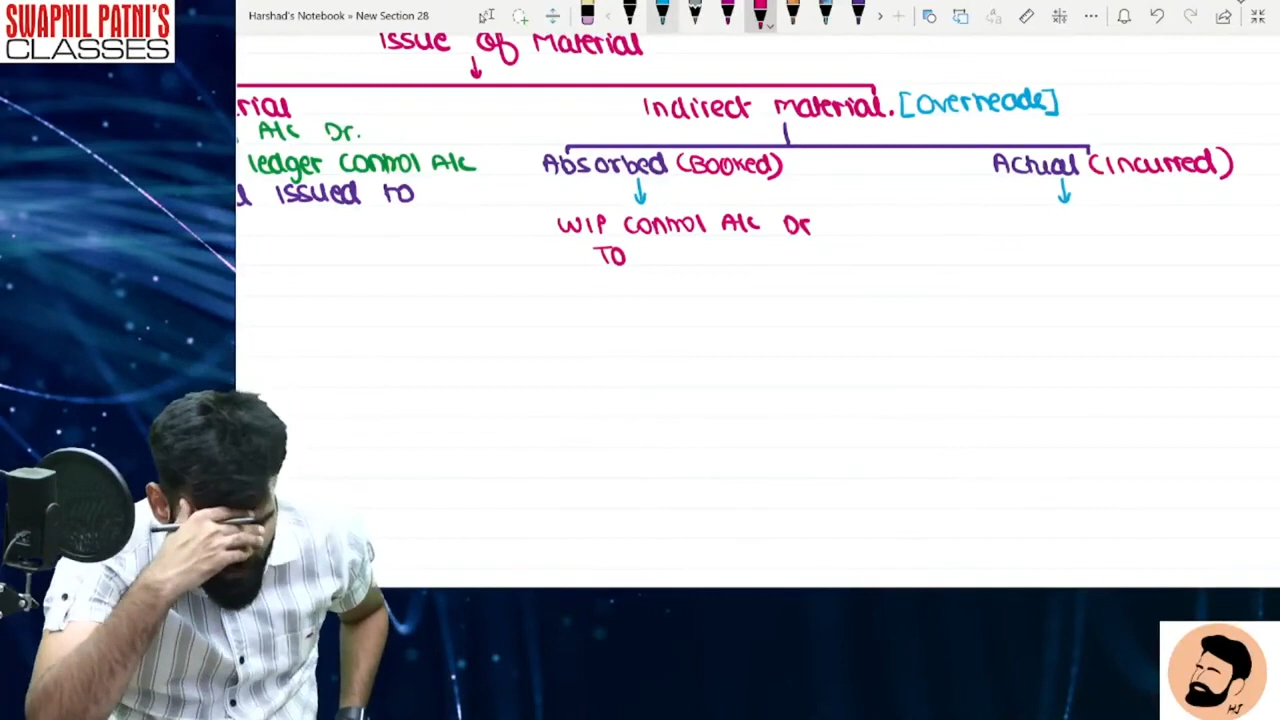 SWAPNIL PATNI'S
CLASSES
Harshad's Notebook » New Section 28
Issue of Material
rial
A/c Dr.
ledger control A/c
l issued to
Indirect material. [Overheads]
Absorbed (Booked)
Actual (Incurred)
WIP control A/c Dr
To
HJ